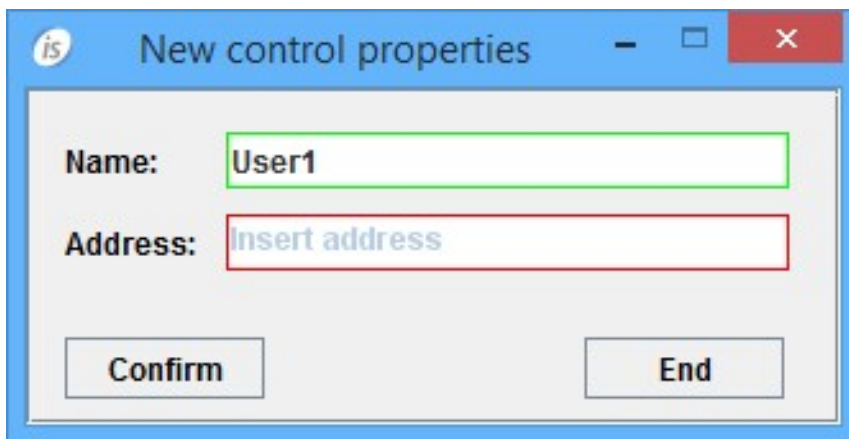 is New control properties
Name: User1
Address: Insert address
Confirm End